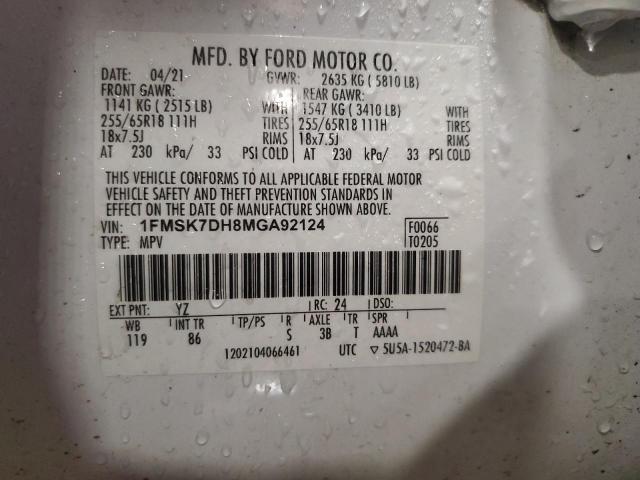 MFD. BY FORD MOTOR CO.
DATE: 04/21 GVWR: 2635 KG ( 5810 LB)
FRONT GAWR: REAR GAWR:
1141 KG ( 2515 LB) WITH 1547 KG ( 3410 LB) WITH
255/65R18 111H TIRES 255/65R18 111H TIRES
18x7.5J RIMS 18x7.5J RIMS
AT 230 kPa/ 33 PSI COLD AT 230 kPa/ 33 PSI COLD
THIS VEHICLE CONFORMS TO ALL APPLICABLE FEDERAL MOTOR
VEHICLE SAFETY AND THEFT PREVENTION STANDARDS IN
EFFECT ON THE DATE OF MANUFACTURE SHOWN ABOVE.
VIN: 1FMSK7DH8MGA92124 F0066
TYPE: MPV T0205
EXT PNT: YZ RC: 24 DSO:
WB INT TR TP/PS R AXLE TR SPR
119 86 S 3B T AAAA
1202104066461 UTC ▽ 5U5A-1520472-BA